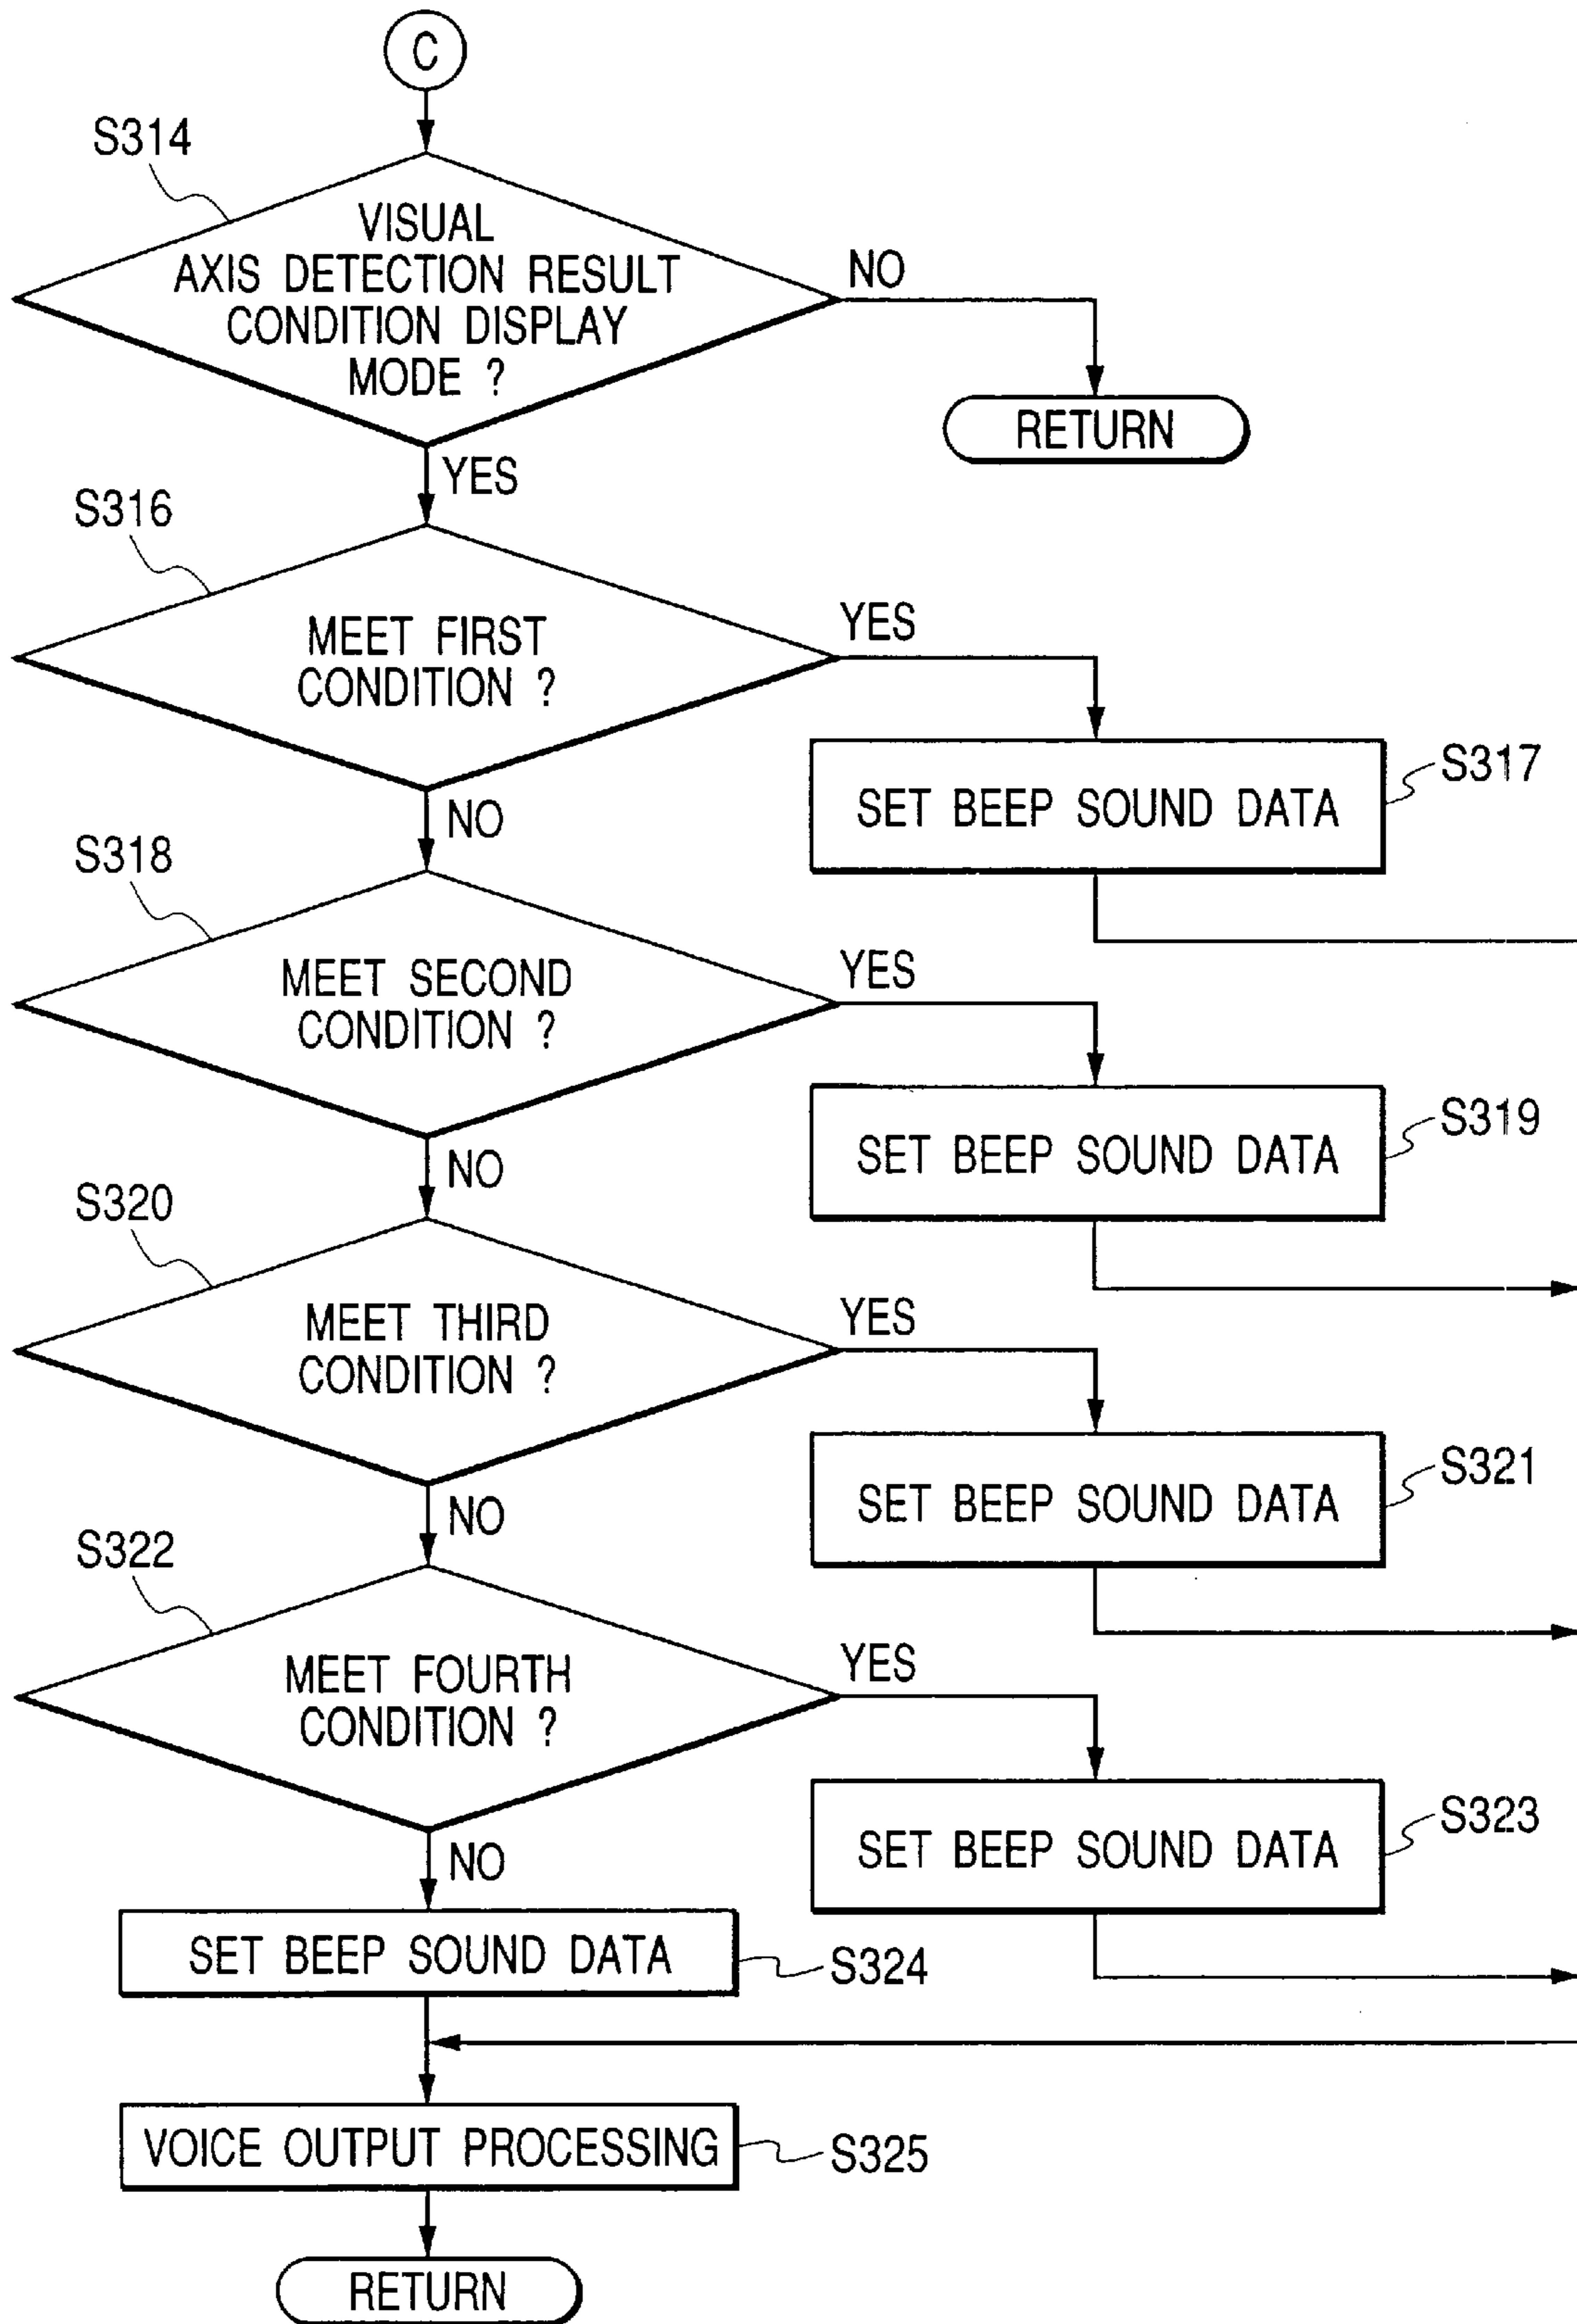 C
S314
VISUAL
AXIS DETECTION RESULT
CONDITION DISPLAY
MODE ?
NO
RETURN
YES
S316
MEET FIRST
CONDITION ?
YES
S317
SET BEEP SOUND DATA
NO
S318
MEET SECOND
CONDITION ?
YES
S319
SET BEEP SOUND DATA
NO
S320
MEET THIRD
CONDITION ?
YES
S321
SET BEEP SOUND DATA
NO
S322
MEET FOURTH
CONDITION ?
YES
S323
SET BEEP SOUND DATA
NO
SET BEEP SOUND DATA
S324
VOICE OUTPUT PROCESSING
S325
RETURN